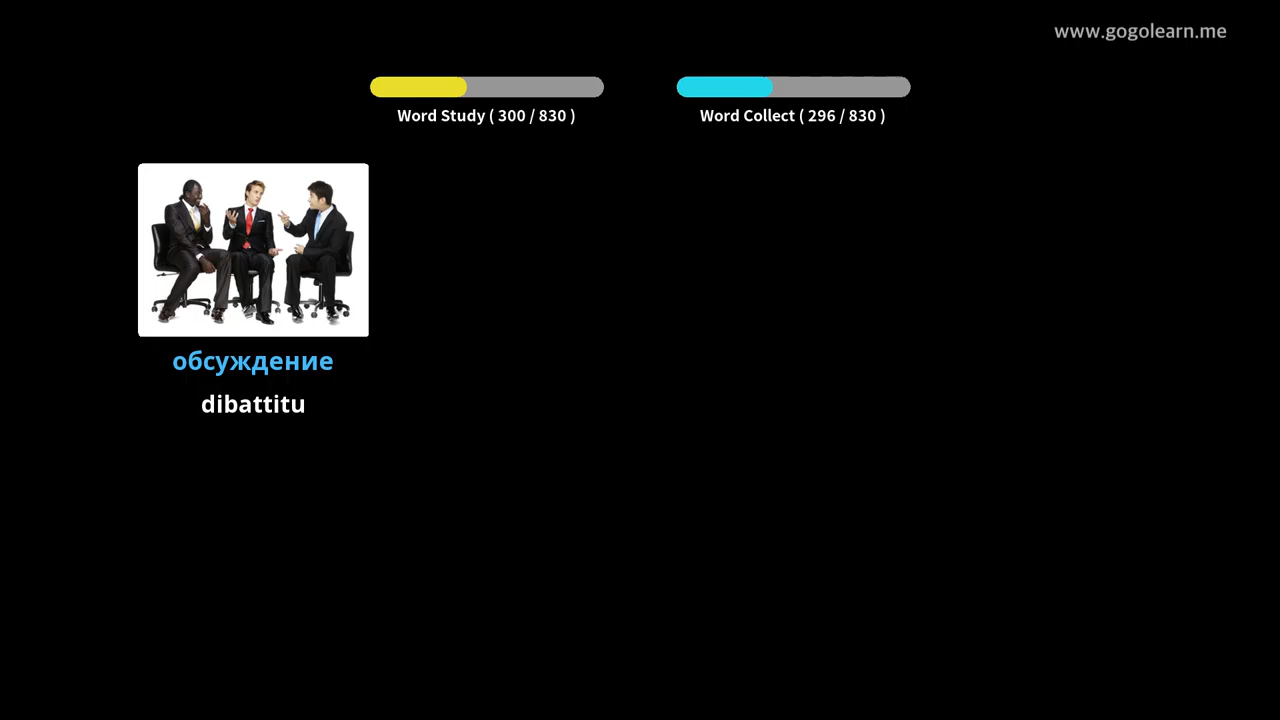 www.gogolearn.me
Word Study ( 300 / 830 )
Word Collect ( 296 / 830 )
обсуждение
dibattitu